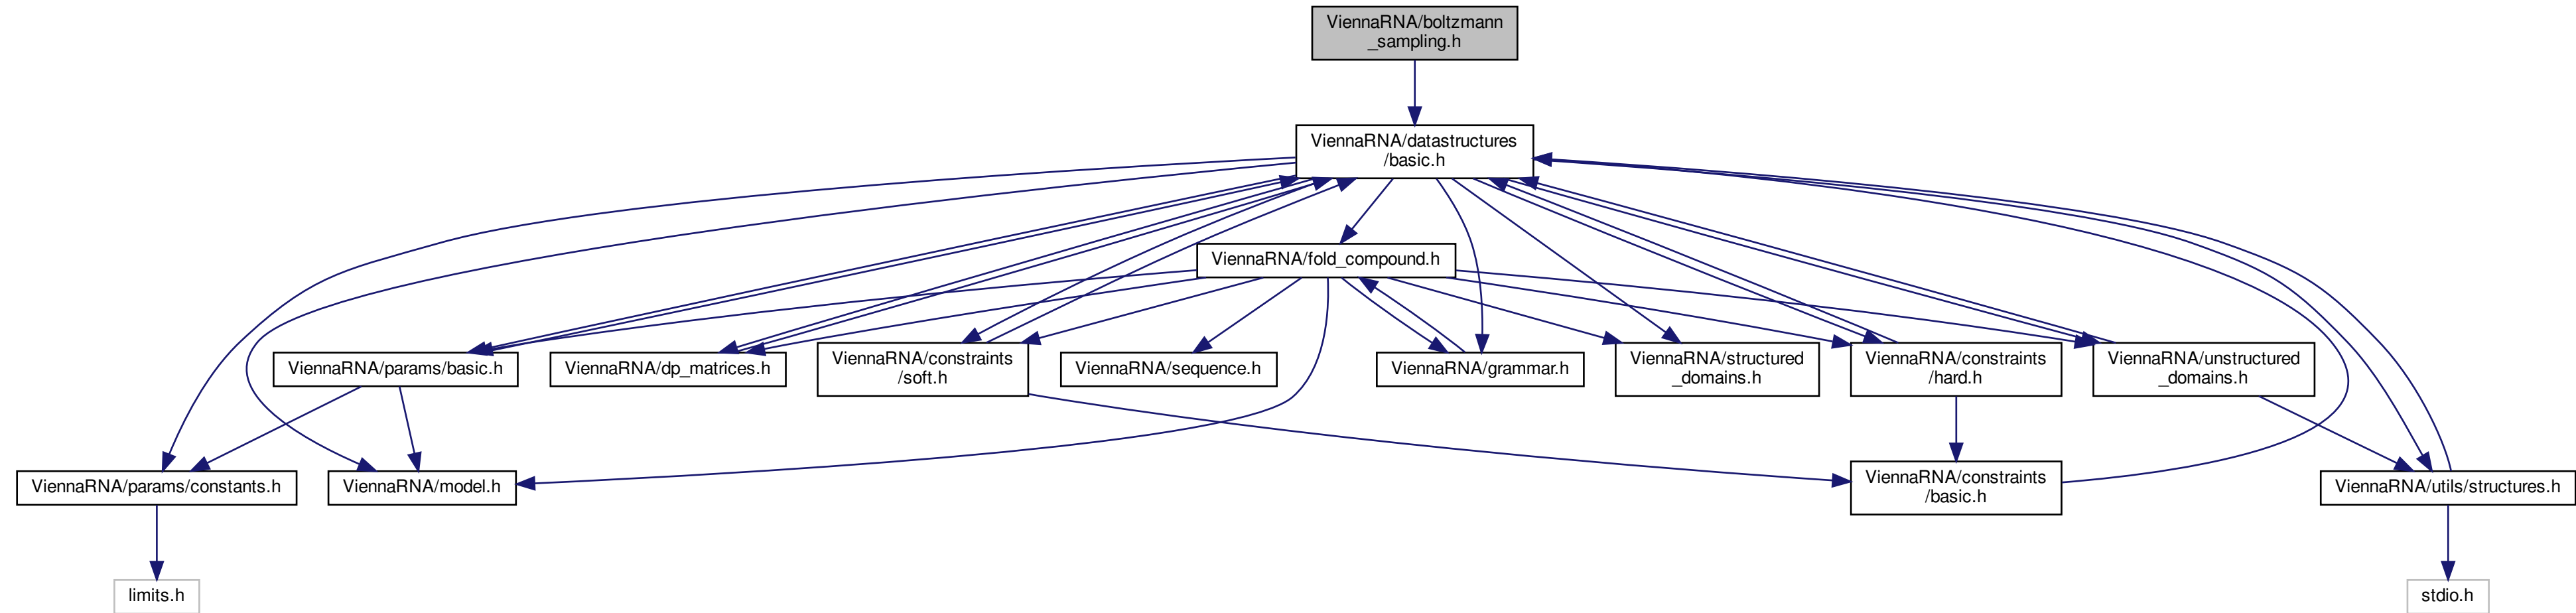 ViennaRNA/boltzmann
_sampling.h
ViennaRNA/datastructures
/basic.h
ViennaRNA/fold_compound.h
ViennaRNA/params/basic.h
ViennaRNA/dp_matrices.h
ViennaRNA/constraints
/soft.h
ViennaRNA/sequence.h
ViennaRNA/grammar.h
ViennaRNA/structured
_domains.h
ViennaRNA/constraints
/hard.h
ViennaRNA/unstructured
_domains.h
ViennaRNA/params/constants.h
ViennaRNA/model.h
ViennaRNA/constraints
/basic.h
ViennaRNA/utils/structures.h
limits.h
stdio.h